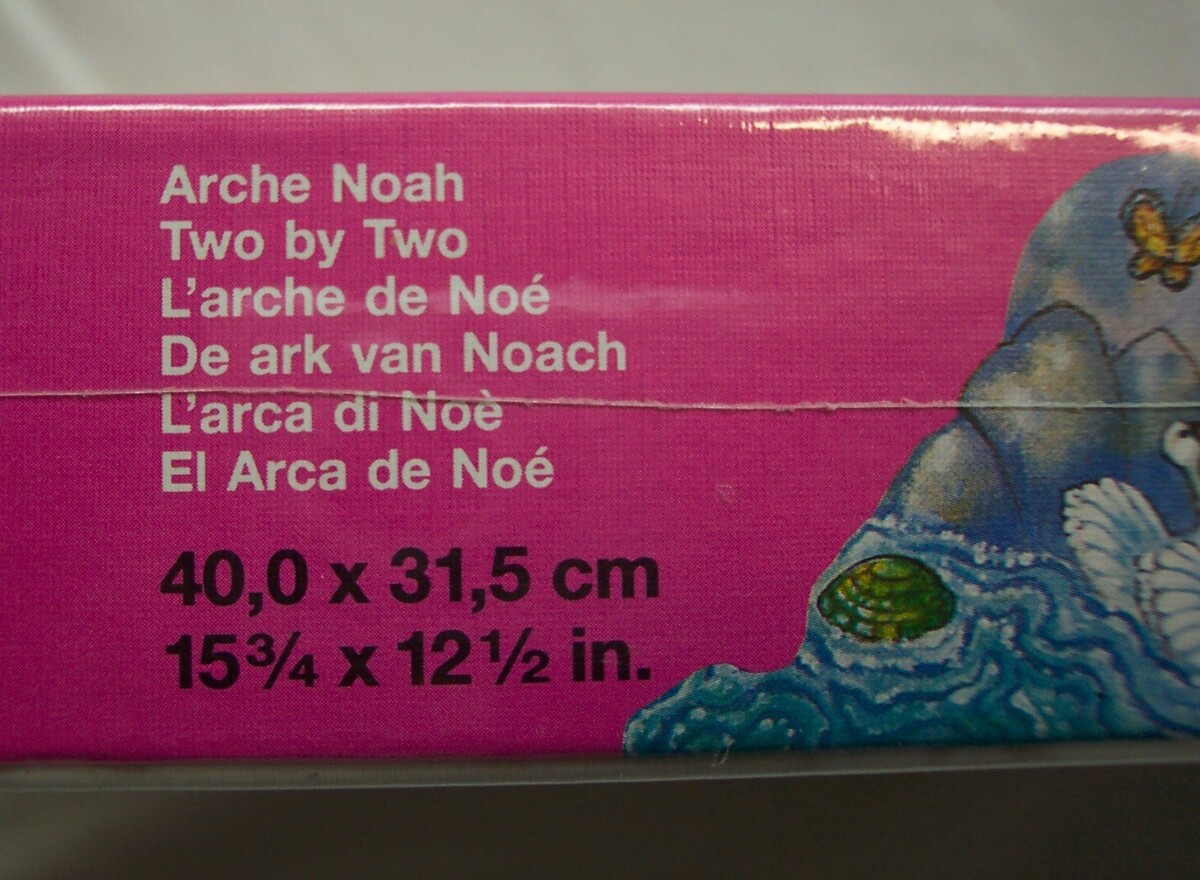 Arche Noah
Two by Two
L'arche de Noé
De ark van Noach
L'arca di Noè
El Arca de Noé
40,0 x 31,5 cm
15¾ x 12½ in.